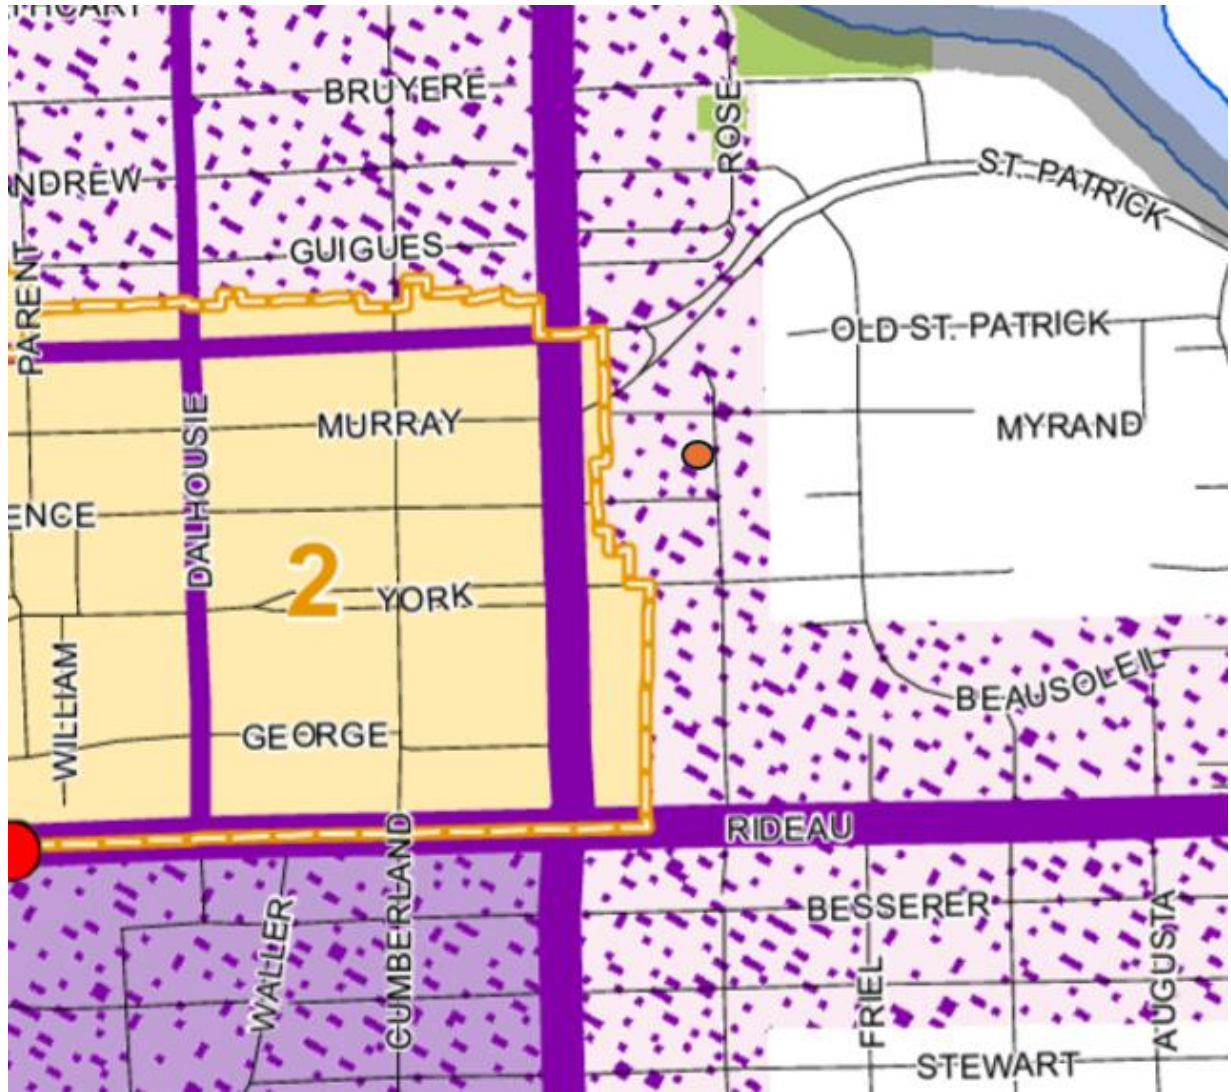 THCART
BRUYERE
ROSE
ST. PATRICK
NDREW
GUIGUES
PARENT
OLD ST. PATRICK
MURRAY
MYRAND
DALHOUSIE
ENCE
2
YORK
WILLIAM
BEAUSOLEIL
GEORGE
RIDEAU
CUMBERLAND
WALLER
BESSERER
FRIEL
AUGUSTA
STEWART